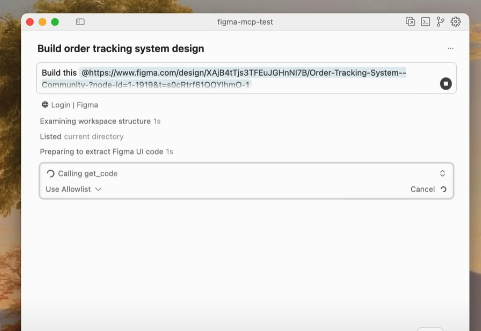 figma-mcp-test
Build order tracking system design
Build this @https://www.figma.com/design/XAjB4tTjs3TFEuJGHnNI7B/Order-Tracking-System--
Community-?node-id=1-1919&t=
Login | Figma
Examining workspace structure 1s
Listed current directory
Preparing to extract Figma UI code 1s
Calling get_code
Use Allowlist
Cancel